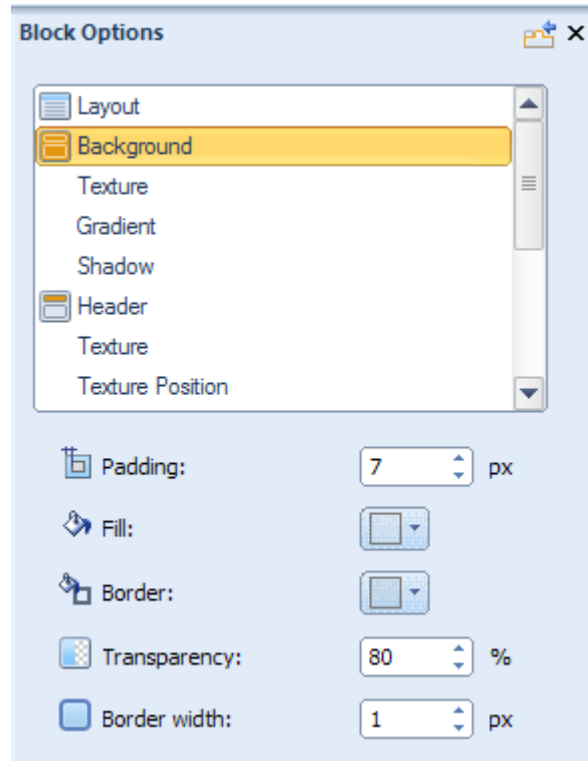 Block Options
Layout
Background
Texture
Gradient
Shadow
Header
Texture
Texture Position
Padding: 7 px
Fill:
Border:
Transparency: 80 %
Border width: 1 px